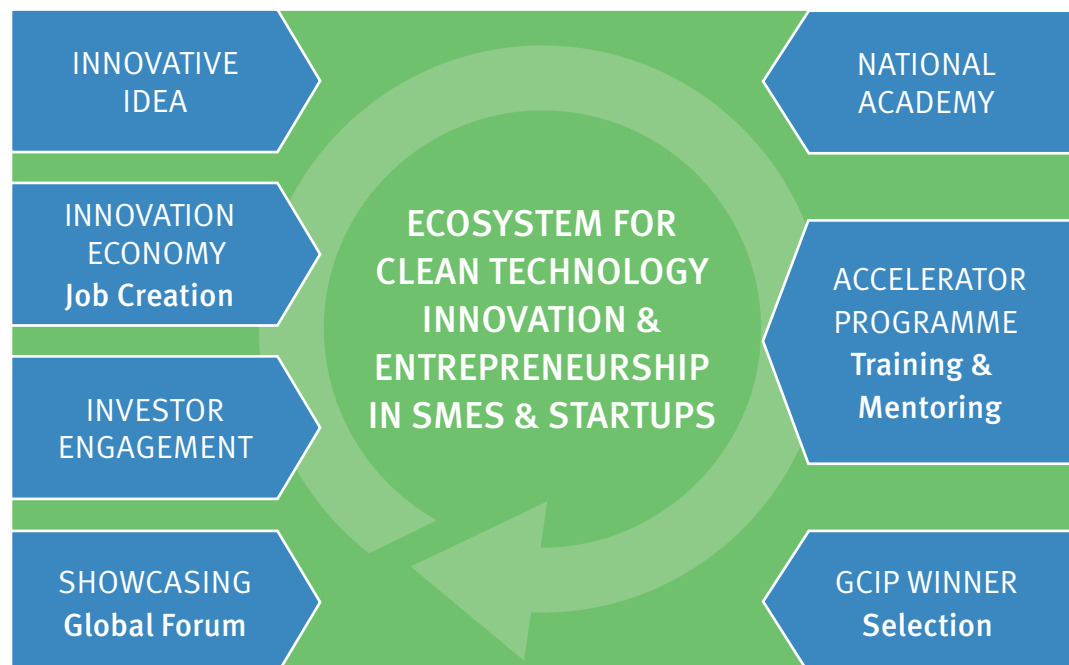 INNOVATIVE
IDEA
INNOVATION
ECONOMY
Job Creation
INVESTOR
ENGAGEMENT
SHOWCASING
Global Forum
ECOSYSTEM FOR
CLEAN TECHNOLOGY
INNOVATION &
ENTREPRENEURSHIP
IN SMES & STARTUPS
NATIONAL
ACADEMY
ACCELERATOR
PROGRAMME
Training &
Mentoring
GCIP WINNER
Selection